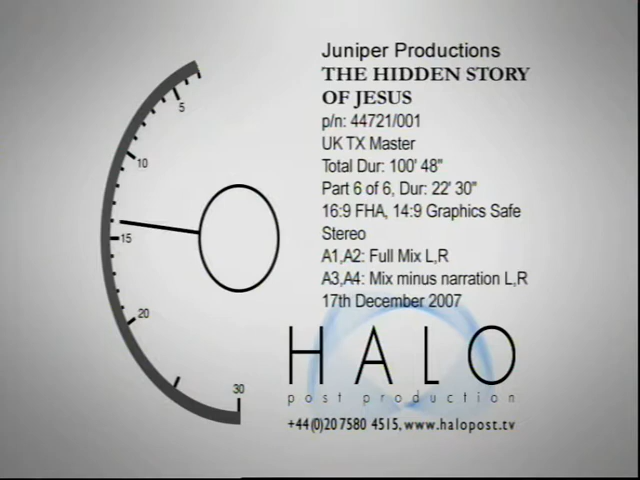 Juniper Productions
THE HIDDEN STORY
OF JESUS
p/n: 44721/001
UK TX Master
Total Dur: 100' 48"
Part 6 of 6, Dur: 22' 30"
16:9 FHA, 14:9 Graphics Safe
Stereo
A1,A2: Full Mix L,R
A3,A4: Mix minus narration L,R
17th December 2007
HALO
post production
+44(0)20 7580 4515, www.halopost.tv
5
10
15
20
30